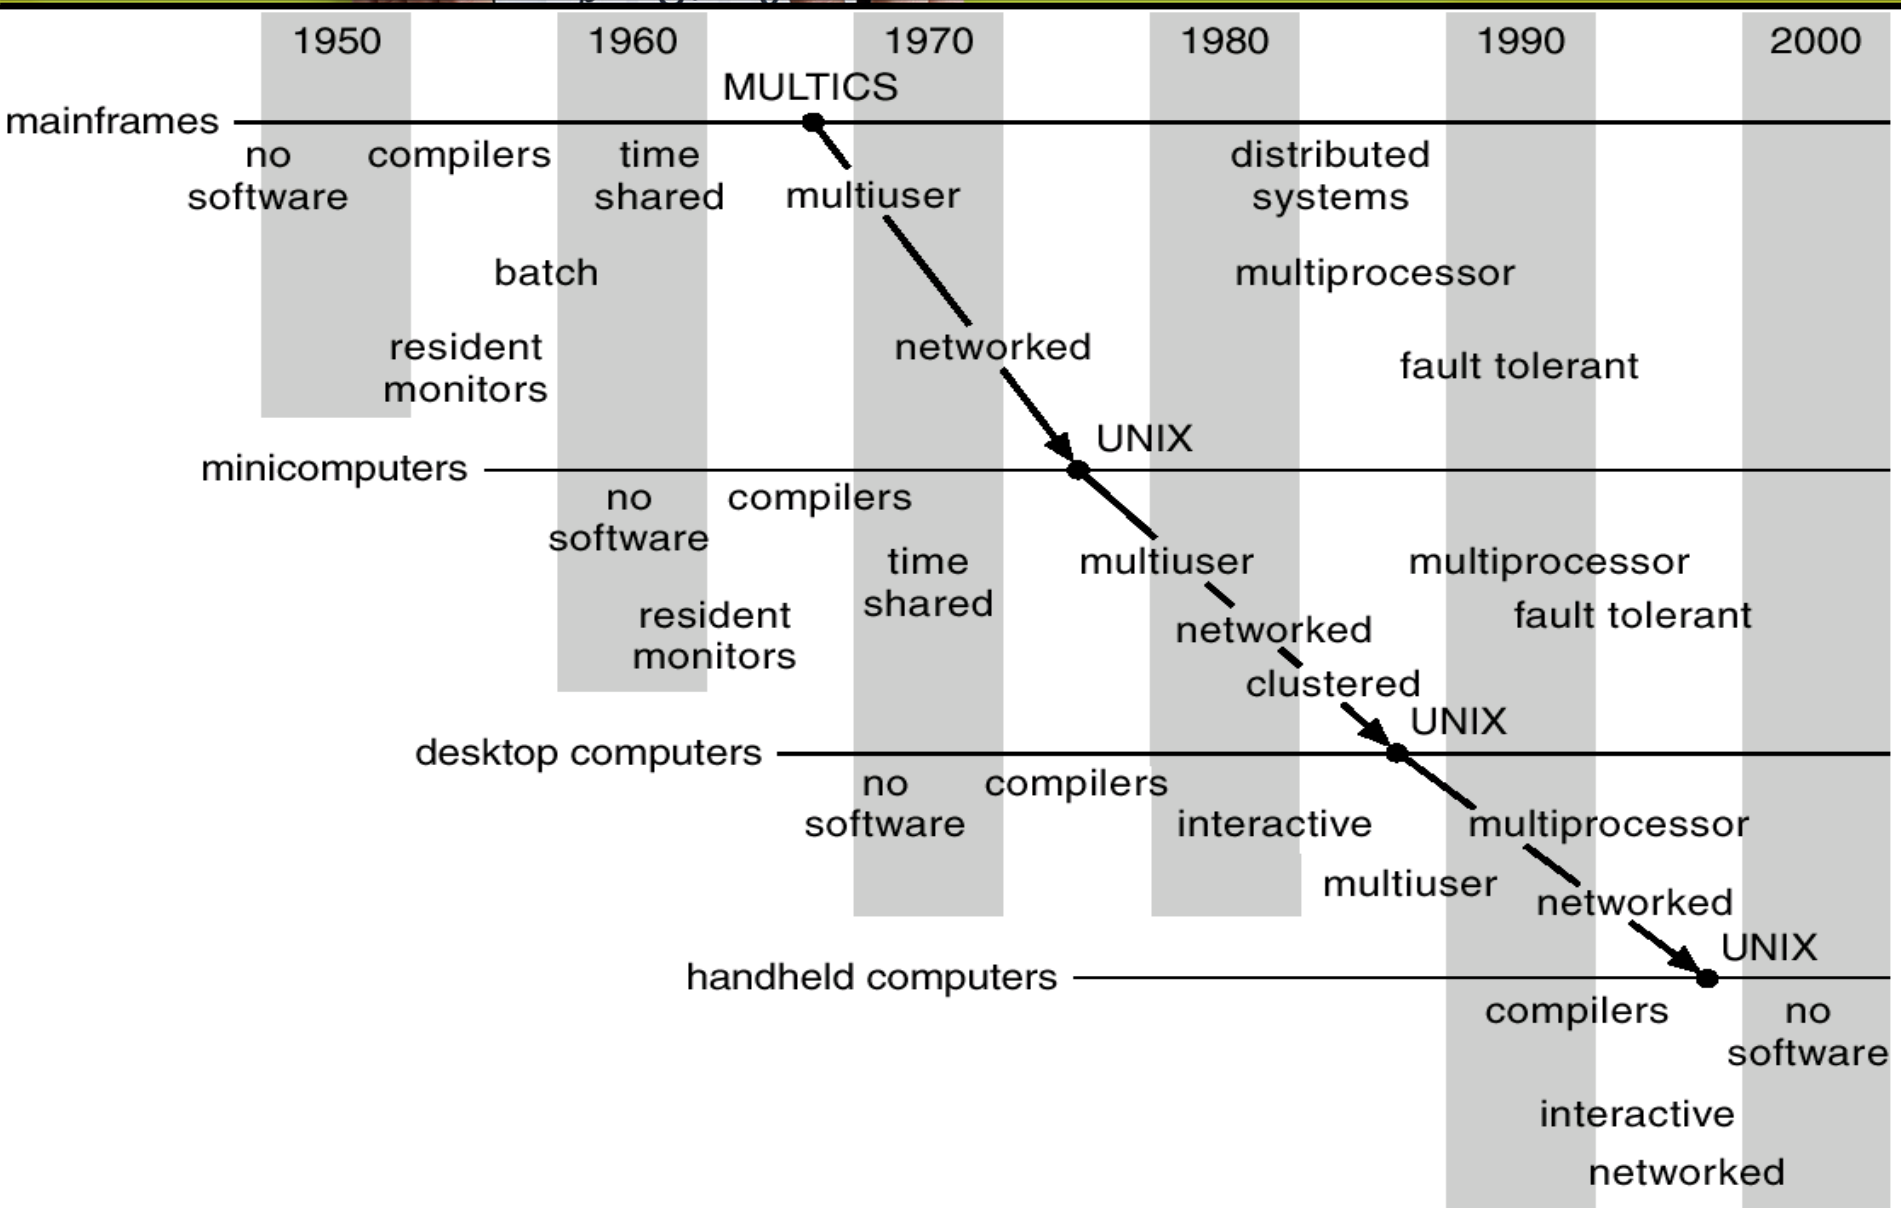 1950 1960 1970 1980 1990 2000
MULTICS
mainframes
no compilers time distributed
software shared multiuser systems
batch multiprocessor
resident networked fault tolerant
monitors
UNIX
minicomputers
no compilers
software
time multiuser multiprocessor
shared
resident networked fault tolerant
monitors
clustered
UNIX
desktop computers
no compilers
software interactive multiprocessor
multiuser networked
UNIX
handheld computers
compilers no
software
interactive
networked